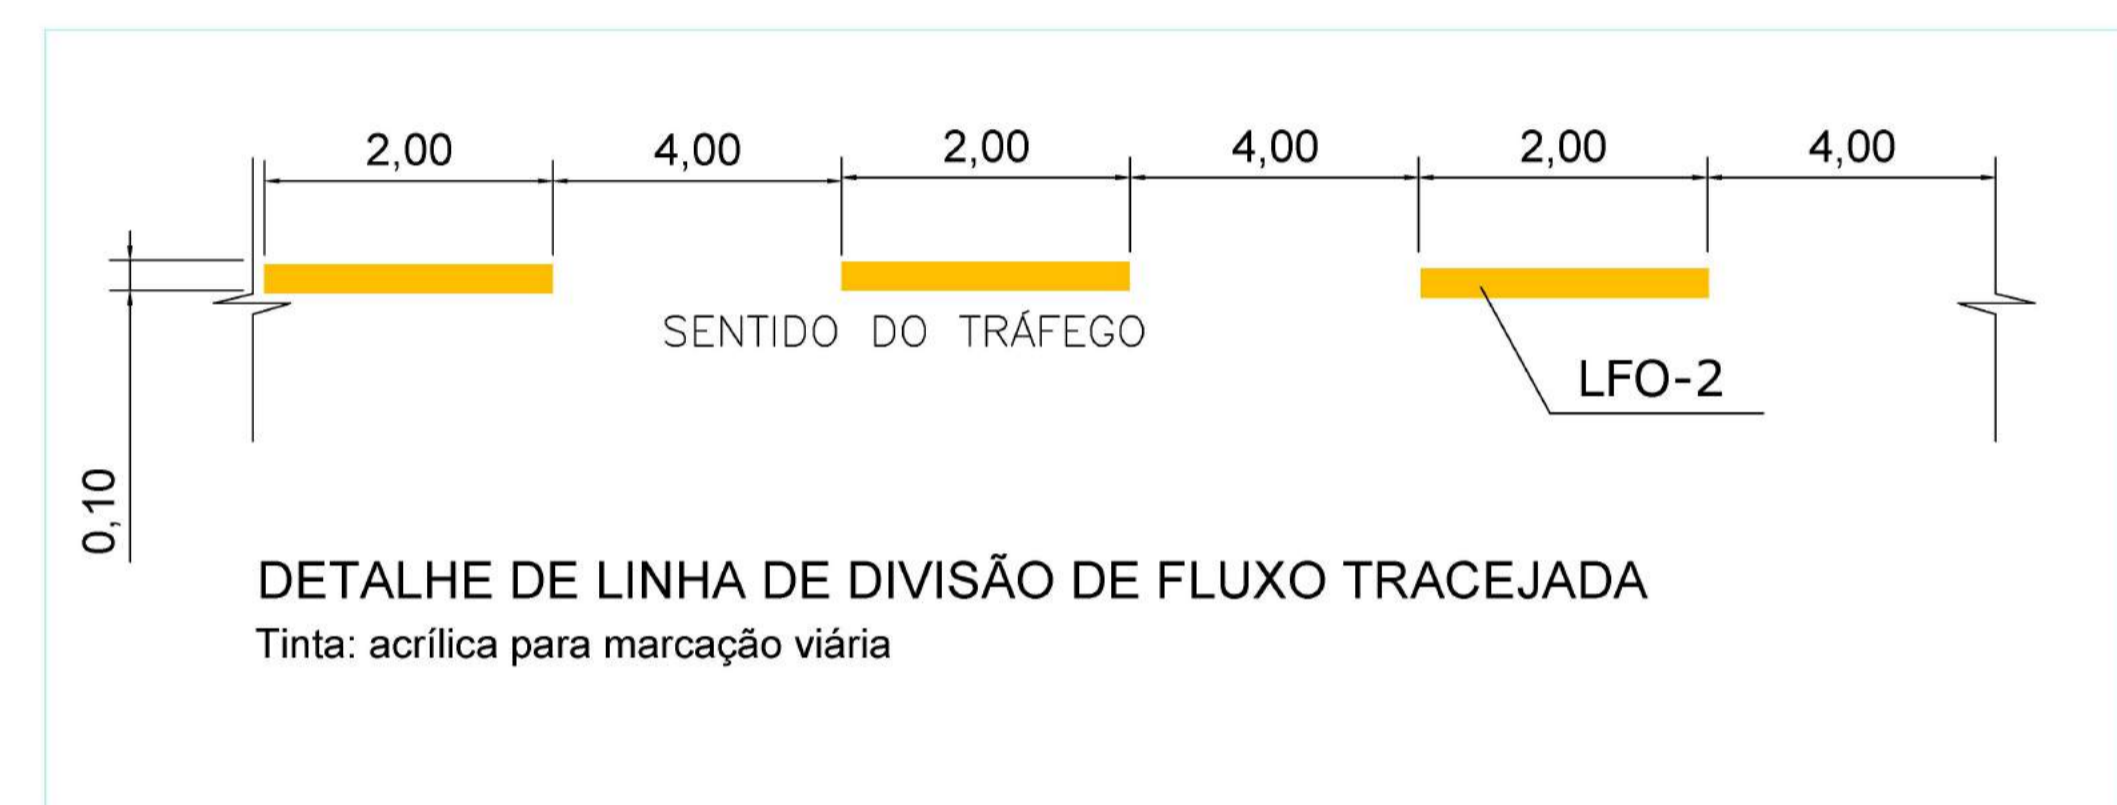 2,00 4,00 2,00 4,00 2,00 4,00
SENTIDO DO TRÁFEGO
LFO-2
0,10
DETALHE DE LINHA DE DIVISÃO DE FLUXO TRACEJADA
Tinta: acrílica para marcação viária